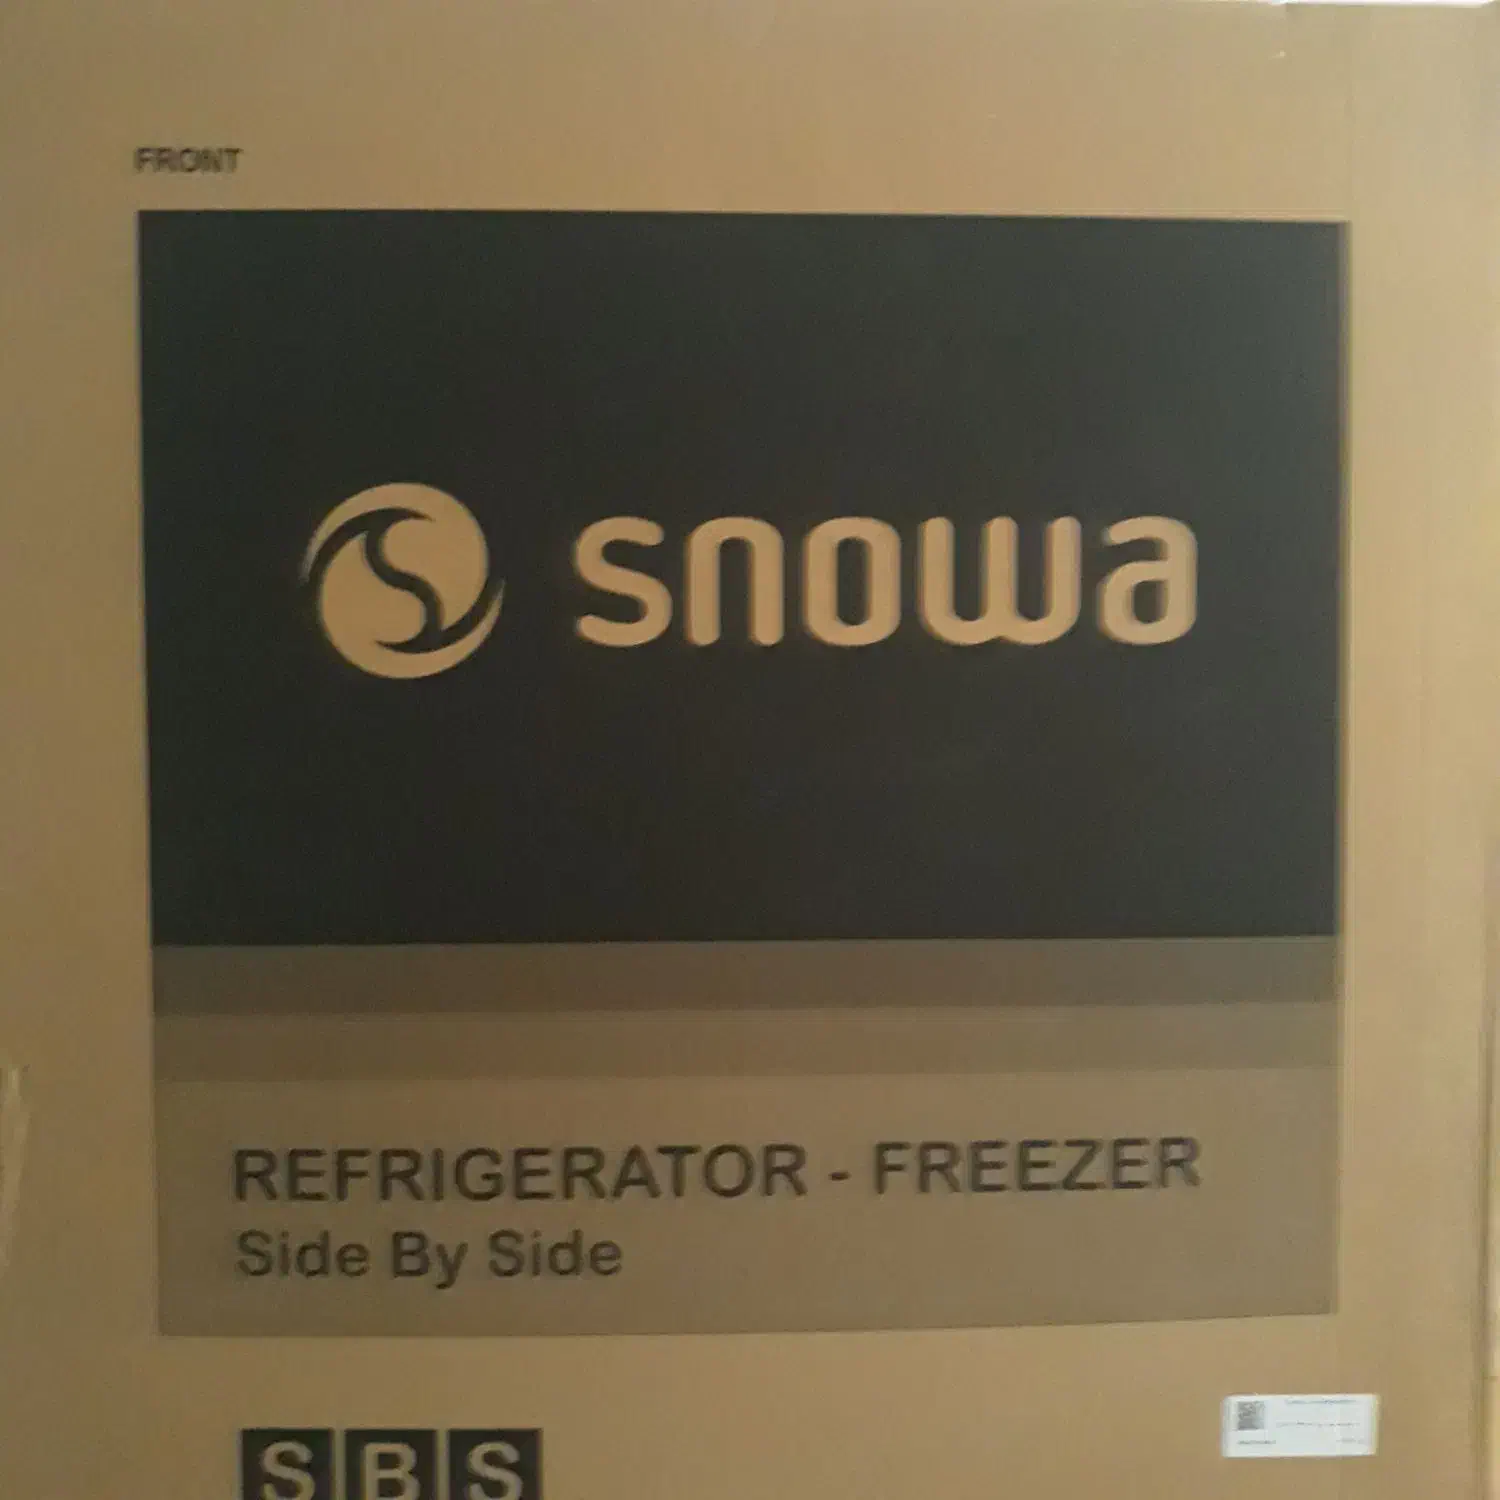 FRONT
snowa
REFRIGERATOR - FREEZER
Side By Side
SBS